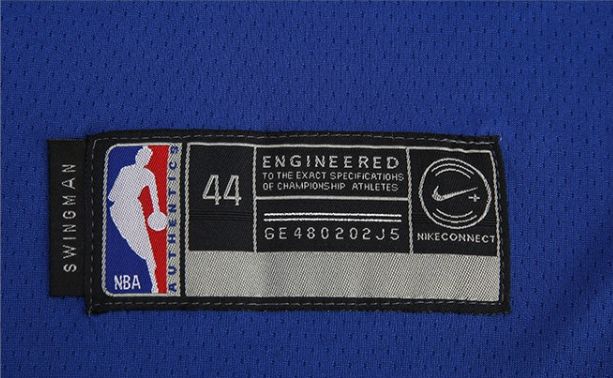 SWINGMAN
NBA
AUTHENTICS
44
ENGINEERED
TO THE EXACT SPECIFICATIONS
OF CHAMPIONSHIP ATHLETES
GE480202J5
NIKECONNECT